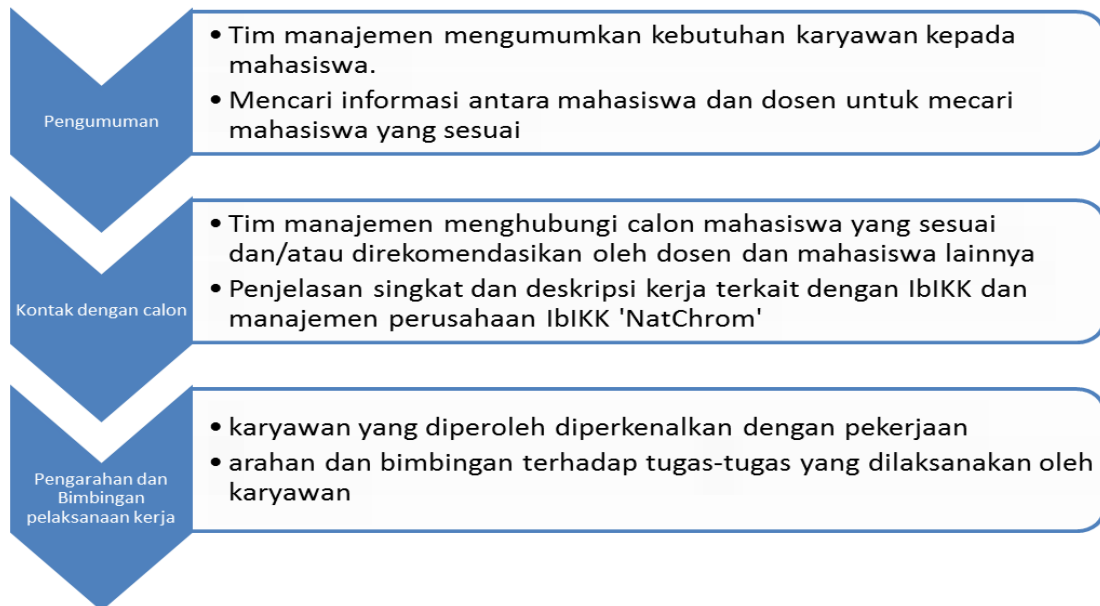 Pengumuman
• Tim manajemen mengumumkan kebutuhan karyawan kepada
mahasiswa.
• Mencari informasi antara mahasiswa dan dosen untuk mecari
mahasiswa yang sesuai
Kontak dengan calon
• Tim manajemen menghubungi calon mahasiswa yang sesuai
dan/atau direkomendasikan oleh dosen dan mahasiswa lainnya
• Penjelasan singkat dan deskripsi kerja terkait dengan IbIKK dan
manajemen perusahaan IbIKK 'NatChrom'
Pengarahan dan
Bimbingan
pelaksanaan kerja
• karyawan yang diperoleh diperkenalkan dengan pekerjaan
• arahan dan bimbingan terhadap tugas-tugas yang dilaksanakan oleh
karyawan